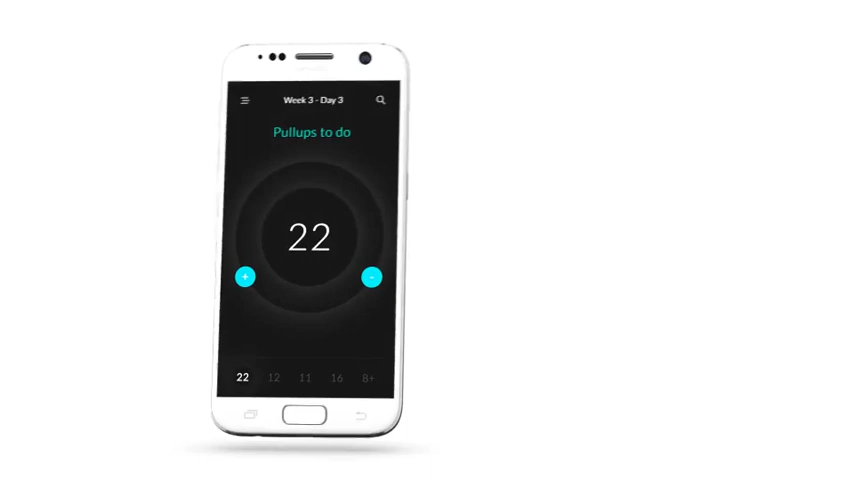 Week 3 - Day 3
Pullups to do
22
+ -
22 12 11 16 8+